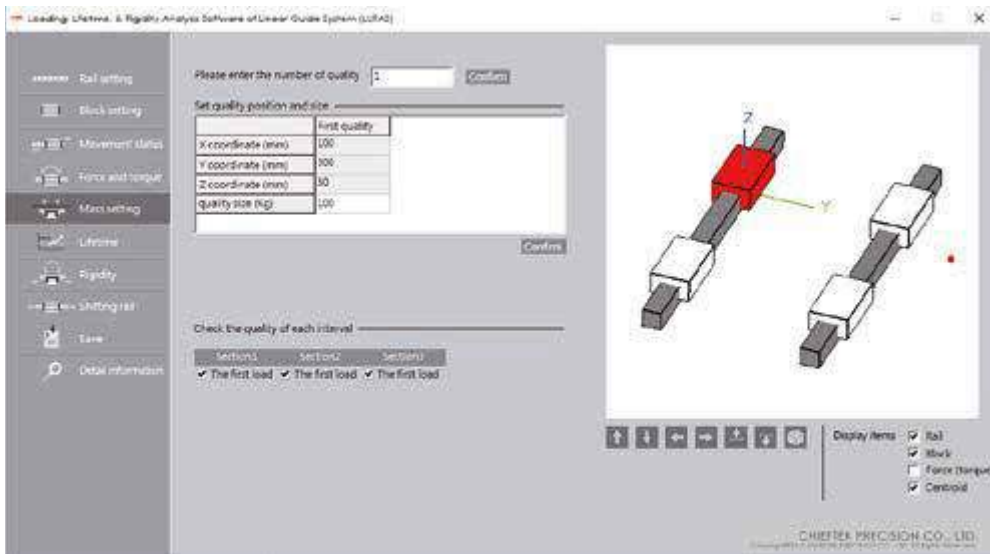 Loading, Lifetime, & Rigidity Analysis Software of Linear Guide System (LURAS)
Rail setting
Block setting
Movement status
Force and torque
Mass setting
Lifetime
Rigidity
Shifting rail
Save
Detail information
Please enter the number of quality 1 Confirm
Set quality position and size
First quality
X coordinate (mm) 100
Y coordinate (mm) 300
Z coordinate (mm) 50
quality size (Kg) 100
Confirm
Check the quality of each interval
Section1 Section2 Section3
The first load The first load The first load
Z
Y
Display items Rail
Block
Force (torque
Centroid
CHIEFTEK PRECISION CO., LTD.